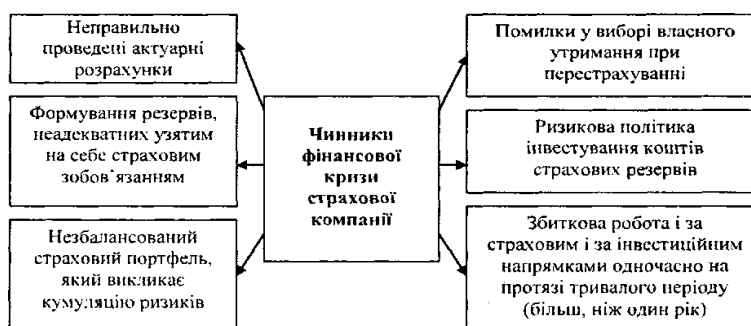 Неправильно
проведені актуарні
розрахунки
Формування резервів,
неадекватних узятим
на себе страховим
зобов'язанням
Незбалансований
страховий портфель,
який викликає
кумуляцію ризиків
Чинники
фінансової
кризи
страхової
компанії
Помилки у виборі власного
утримання при
перестрахуванні
Ризикова політика
інвестування коштів
страхових резервів
Збиткова робота і за
страховим і за інвестиційним
напрямками одночасно на
протязі тривалого періоду
(більш, ніж один рік)